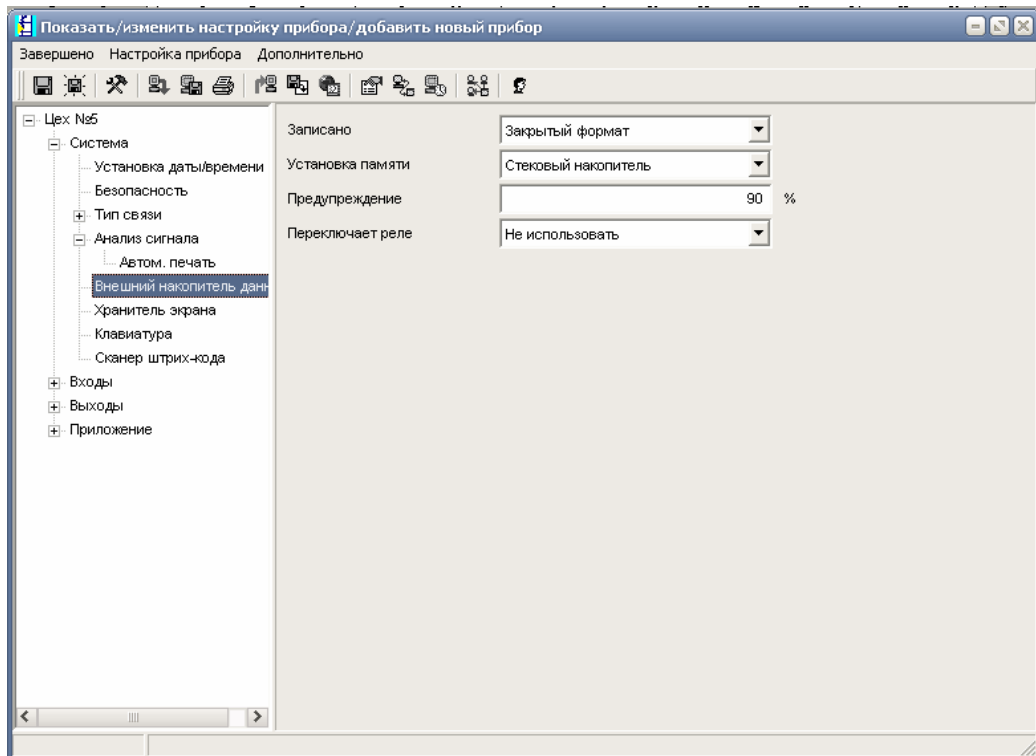 Показать/изменить настройку прибора/добавить новый прибор
Завершено Настройка прибора Дополнительно
Цех №5
Система
Установка даты/времени
Безопасность
Тип связи
Анализ сигнала
Автом. печать
Внешний накопитель данн
Хранитель экрана
Клавиатура
Сканер штрих-кода
Входы
Выходы
Приложение
Записано Закрытый формат
Установка памяти Стековый накопитель
Предупреждение 90 %
Переключает реле Не использовать